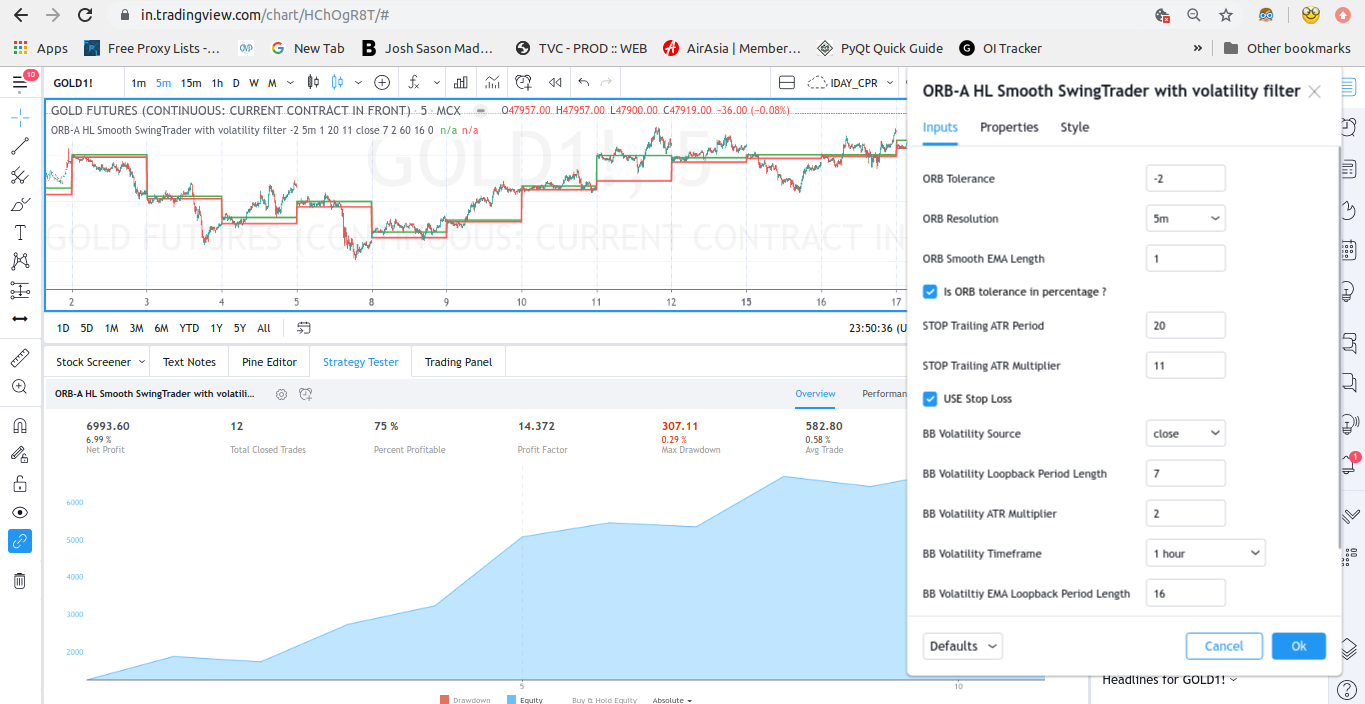 in.tradingview.com/chart/HChOgR8T/#
Apps Free Proxy Lists -... OVP New Tab Josh Sason Mad... TVC - PROD :: WEB AirAsia | Member... PyQt Quick Guide OI Tracker » Other bookmarks
10 GOLD1! 1m 5m 15m 1h D W M IDAY_CPR
GOLD FUTURES (CONTINUOUS: CURRENT CONTRACT IN FRONT) · 5 · MCX O47957.00 H47957.00 L47900.00 C47919.00 −36.00 (−0.08%)
ORB-A HL Smooth SwingTrader with volatility filter -2 5m 1 20 11 close 7 2 60 16 0 n/a n/a
GOLD1!, 5
GOLD FUTURES (CONTINUOUS: CURRENT CONTRACT IN
2 3 4 5 8 9 10 11 12 15 16 17
1D 5D 1M 3M 6M YTD 1Y 5Y All 23:50:36 (U
Stock Screener Text Notes Pine Editor Strategy Tester Trading Panel
ORB-A HL Smooth SwingTrader with volatili... Overview Performan
6993.60 12 75 % 14.372 307.11 582.80
6.99 % 0.29 % 0.58 %
Net Profit Total Closed Trades Percent Profitable Profit Factor Max Drawdown Avg Trade
6000
5000
4000
3000
2000
5 10
Drawdown Equity Buy & Hold Equity Absolute
ORB-A HL Smooth SwingTrader with volatility filter
Inputs Properties Style
ORB Tolerance -2
ORB Resolution 5m
ORB Smooth EMA Length 1
Is ORB tolerance in percentage ?
STOP Trailing ATR Period 20
STOP Trailing ATR Multiplier 11
USE Stop Loss
BB Volatility Source close
BB Volatility Loopback Period Length 7
BB Volatility ATR Multiplier 2
BB Volatility Timeframe 1 hour
BB Volatiltiy EMA Loopback Period Length 16
Defaults Cancel Ok
Headlines for GOLD1!
1